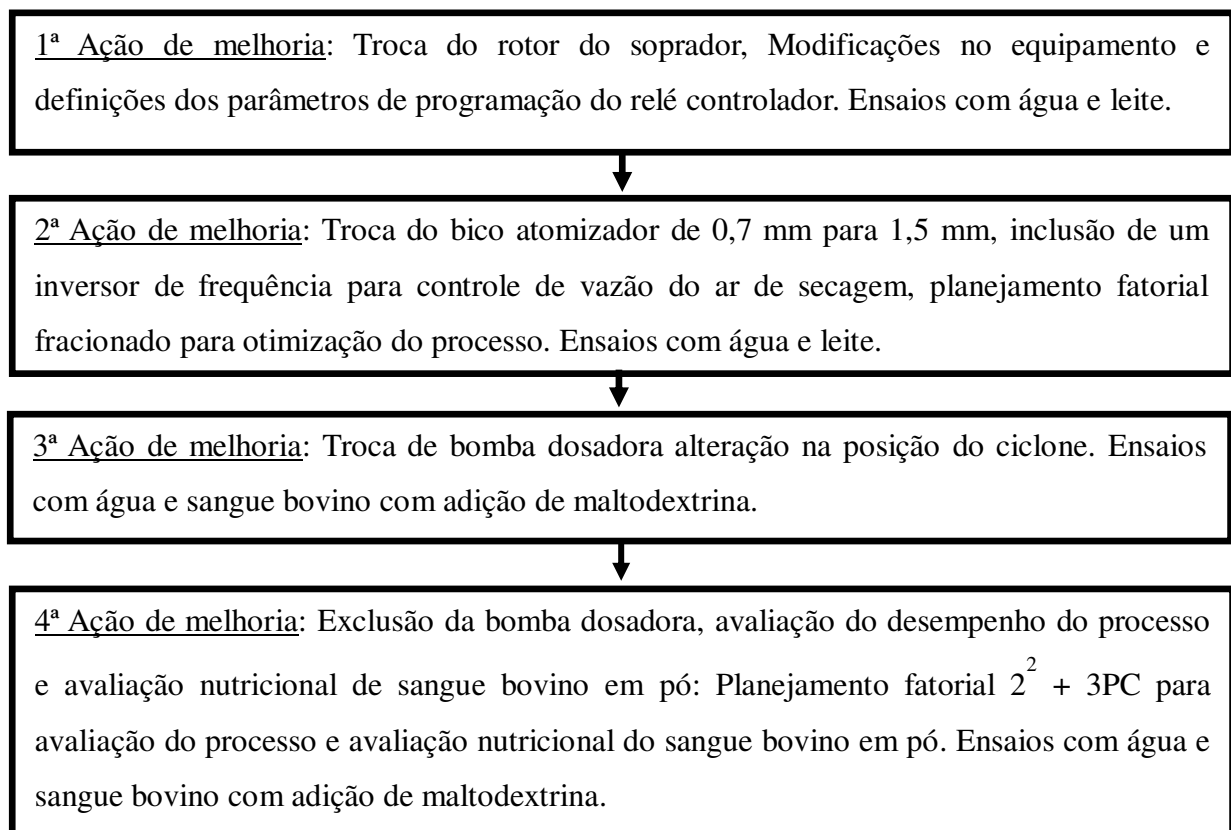 1ª Ação de melhoria: Troca do rotor do soprador, Modificações no equipamento e
definições dos parâmetros de programação do relé controlador. Ensaios com água e leite.
2ª Ação de melhoria: Troca do bico atomizador de 0,7 mm para 1,5 mm, inclusão de um
inversor de frequência para controle de vazão do ar de secagem, planejamento fatorial
fracionado para otimização do processo. Ensaios com água e leite.
3ª Ação de melhoria: Troca de bomba dosadora alteração na posição do ciclone. Ensaios
com água e sangue bovino com adição de maltodextrina.
4ª Ação de melhoria: Exclusão da bomba dosadora, avaliação do desempenho do processo
e avaliação nutricional de sangue bovino em pó: Planejamento fatorial 2² + 3PC para
avaliação do processo e avaliação nutricional do sangue bovino em pó. Ensaios com água e
sangue bovino com adição de maltodextrina.